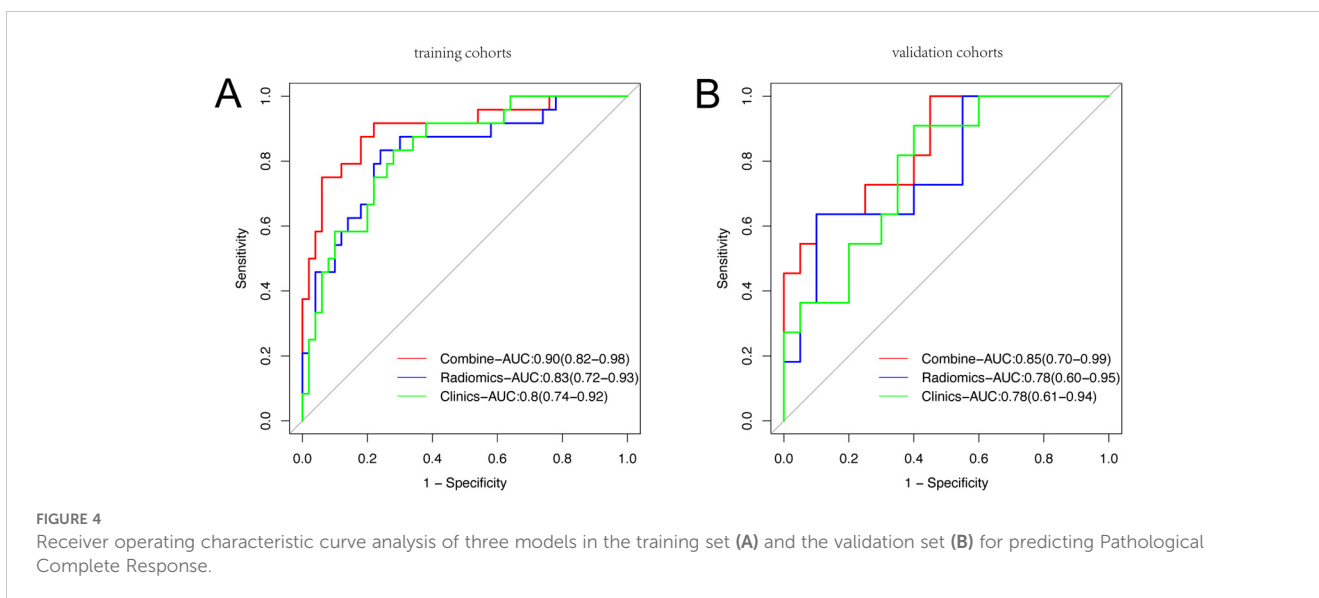 training cohorts
A
1.0
0.8
0.6
0.4
0.2
0.0
Sensitivity
Combine–AUC:0.90(0.82–0.98)
Radiomics–AUC:0.83(0.72–0.93)
Clinics–AUC:0.8(0.74–0.92)
0.0 0.2 0.4 0.6 0.8 1.0
1 – Specificity
validation cohorts
B
1.0
0.8
0.6
0.4
0.2
0.0
Sensitivity
Combine–AUC:0.85(0.70–0.99)
Radiomics–AUC:0.78(0.60–0.95)
Clinics–AUC:0.78(0.61–0.94)
0.0 0.2 0.4 0.6 0.8 1.0
1 – Specificity
FIGURE 4
Receiver operating characteristic curve analysis of three models in the training set (A) and the validation set (B) for predicting Pathological
Complete Response.